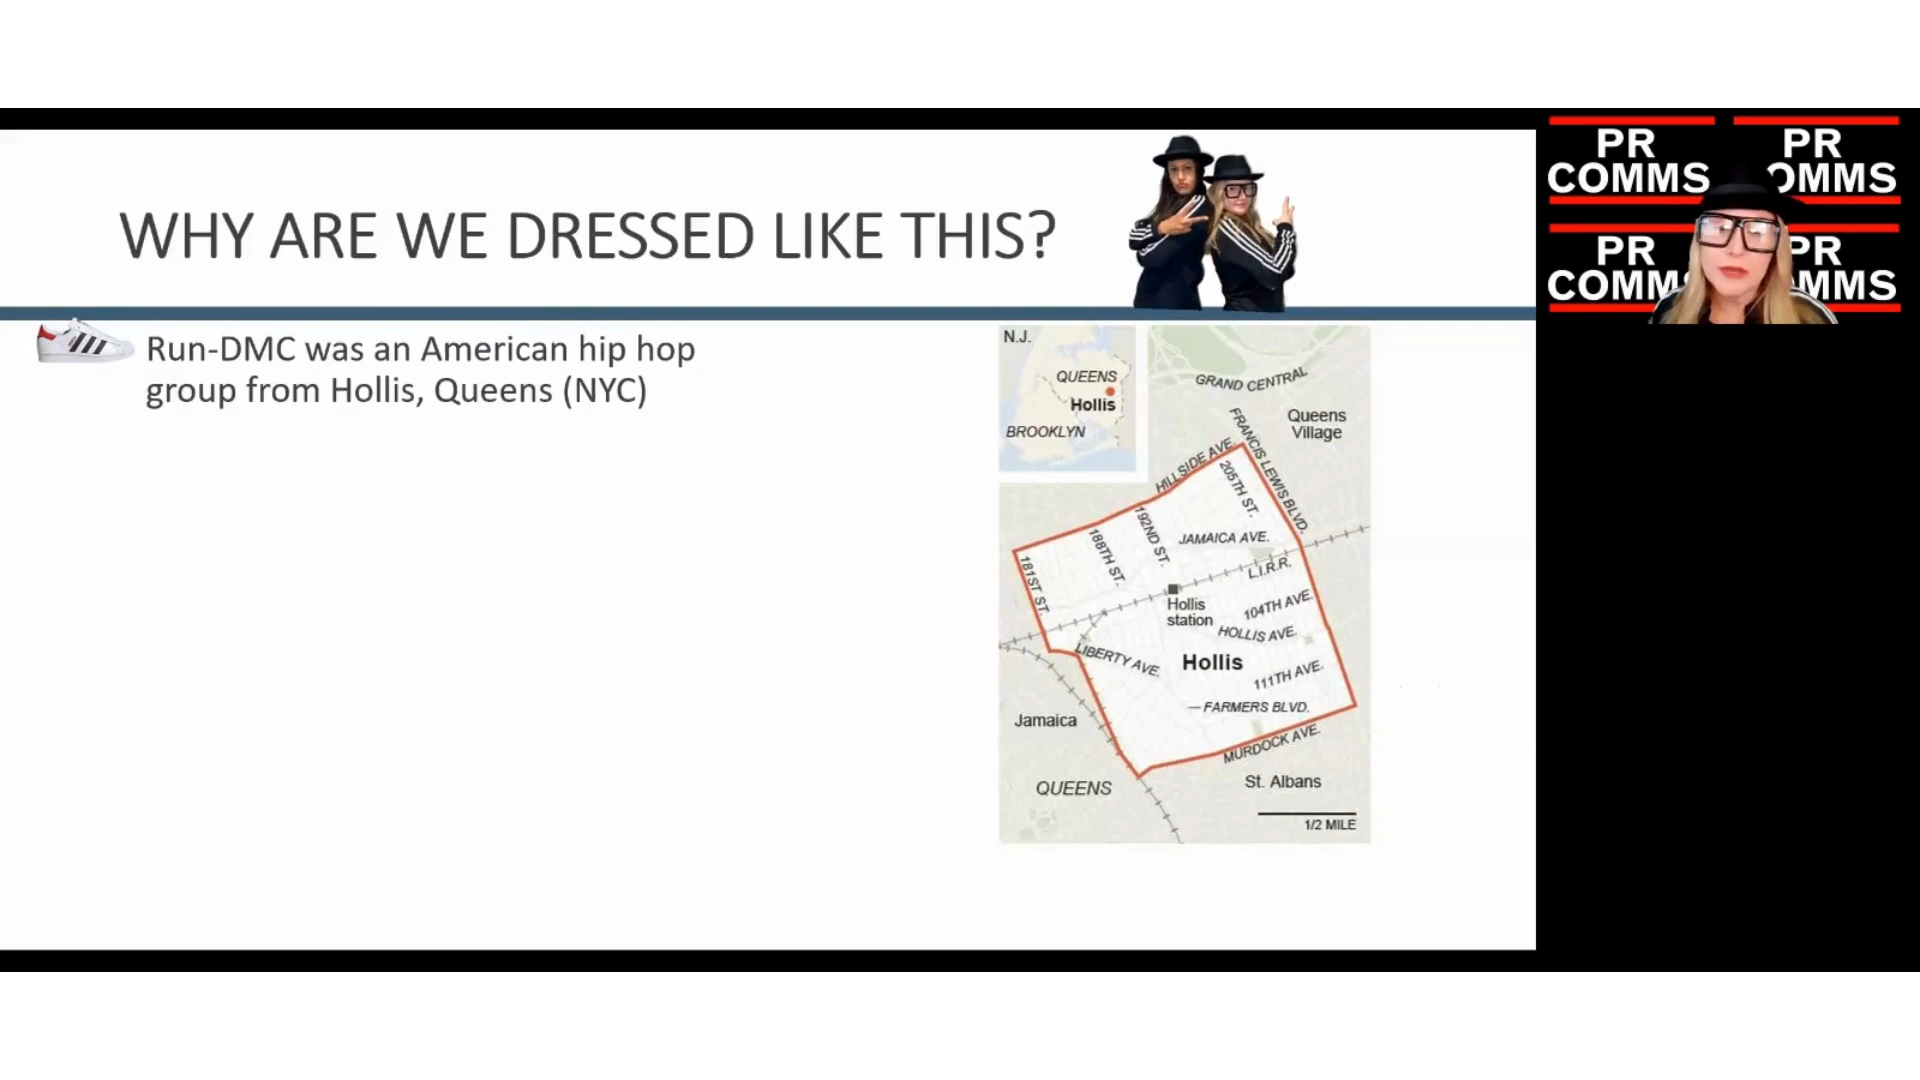 WHY ARE WE DRESSED LIKE THIS?
Run-DMC was an American hip hop
group from Hollis, Queens (NYC)
N.J.
QUEENS
Hollis
BROOKLYN
GRAND CENTRAL
Queens
Village
FRANCIS LEWIS BLVD.
HILLSIDE AVE.
205TH ST.
192ND ST.
188TH ST.
181ST ST.
JAMAICA AVE.
L.I.R.R.
Hollis
station
104TH AVE.
HOLLIS AVE.
LIBERTY AVE.
Hollis
111TH AVE.
FARMERS BLVD.
Jamaica
MURDOCK AVE.
QUEENS
St. Albans
1/2 MILE
PR
COMMS
PR
OMMS
PR
COMMS
PR
MMS